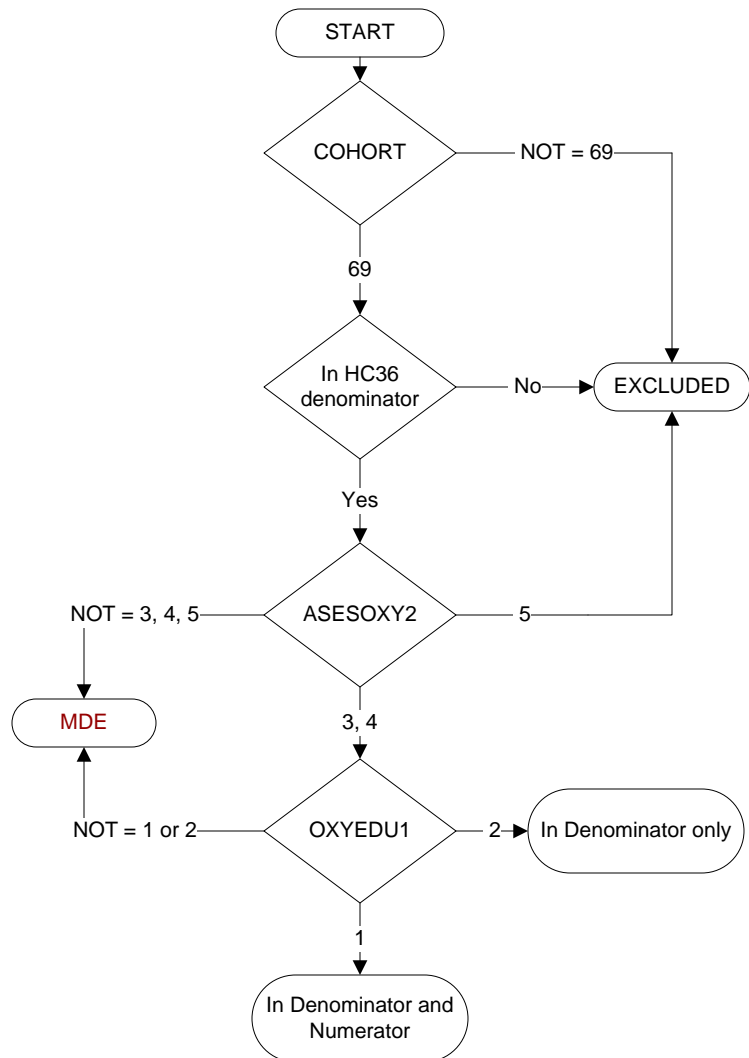 START
COHORT
NOT = 69
69
In HC36
denominator
No
EXCLUDED
Yes
NOT = 3, 4, 5
ASESOXY2
5
MDE
3, 4
NOT = 1 or 2
OXYEDU1
2
In Denominator only
1
In Denominator and
Numerator